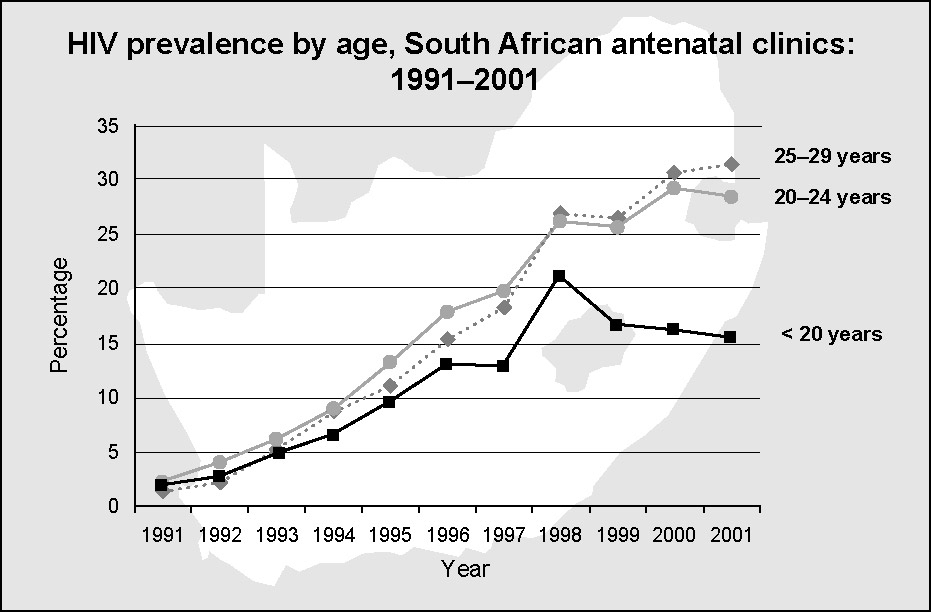 HIV prevalence by age, South African antenatal clinics:
1991–2001
Percentage
35
30
25
20
15
10
5
0
25–29 years
20–24 years
< 20 years
1991 1992 1993 1994 1995 1996 1997 1998 1999 2000 2001
Year